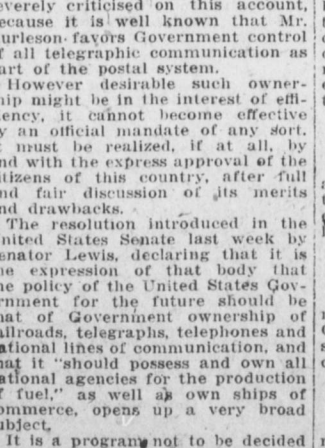 everely criticised on this account,
ecause it is well known that Mr.
urleson favors Government control
f all telegraphic communication as
art of the postal system.
However desirable such owner-
hip might be in the interest of effi-
iency, it cannot become effective
y an official mandate of any sort.
t must be realized, if at all, by
nd with the express approval of the
itizens of this country, after full
nd fair discussion of its merits
nd drawbacks.
The resolution introduced in the
nited States Senate last week by
enator Lewis, declaring that it is
he expression of that body that
he policy of the United States Gov-
rnment for the future should be
hat of Government ownership of
ailroads, telegraphs, telephones and
ational lines of communication, and
hat it "should possess and own all
ational agencies for the production
f fuel," as well as own ships of
ommerce, opens up a very broad
ubject.
It is a program not to be decided